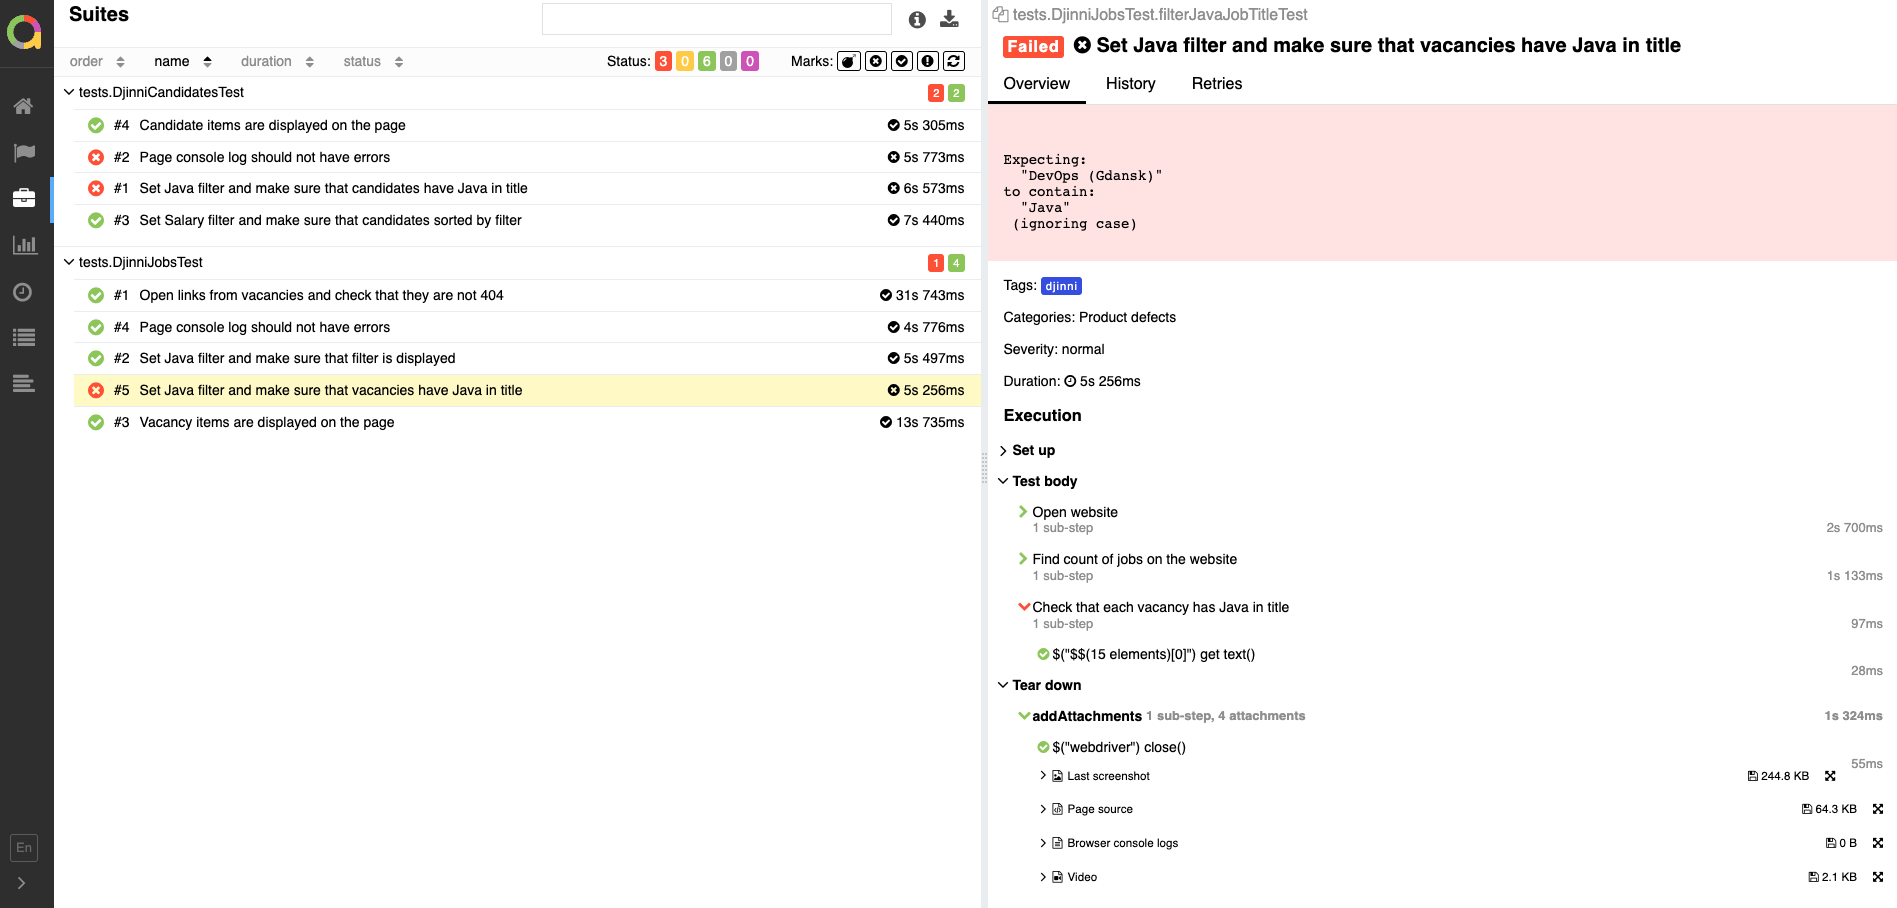 Suites
order name duration status Status: 3 0 6 0 0 Marks:
tests.DjinniCandidatesTest 2 2
#4 Candidate items are displayed on the page 5s 305ms
#2 Page console log should not have errors 5s 773ms
#1 Set Java filter and make sure that candidates have Java in title 6s 573ms
#3 Set Salary filter and make sure that candidates sorted by filter 7s 440ms
tests.DjinniJobsTest 1 4
#1 Open links from vacancies and check that they are not 404 31s 743ms
#4 Page console log should not have errors 4s 776ms
#2 Set Java filter and make sure that filter is displayed 5s 497ms
#5 Set Java filter and make sure that vacancies have Java in title 5s 256ms
#3 Vacancy items are displayed on the page 13s 735ms
En
tests.DjinniJobsTest.filterJavaJobTitleTest
Failed Set Java filter and make sure that vacancies have Java in title
Overview History Retries
Expecting:
"DevOps (Gdansk)"
to contain:
"Java"
(ignoring case)
Tags: djinni
Categories: Product defects
Severity: normal
Duration: 5s 256ms
Execution
Set up
Test body
Open website
1 sub-step 2s 700ms
Find count of jobs on the website
1 sub-step 1s 133ms
Check that each vacancy has Java in title
1 sub-step 97ms
$("$$(15 elements)[0]") get text()
28ms
Tear down
addAttachments 1 sub-step, 4 attachments 1s 324ms
$("webdriver") close()
55ms
Last screenshot 244.8 KB
Page source 64.3 KB
Browser console logs 0 B
Video 2.1 KB